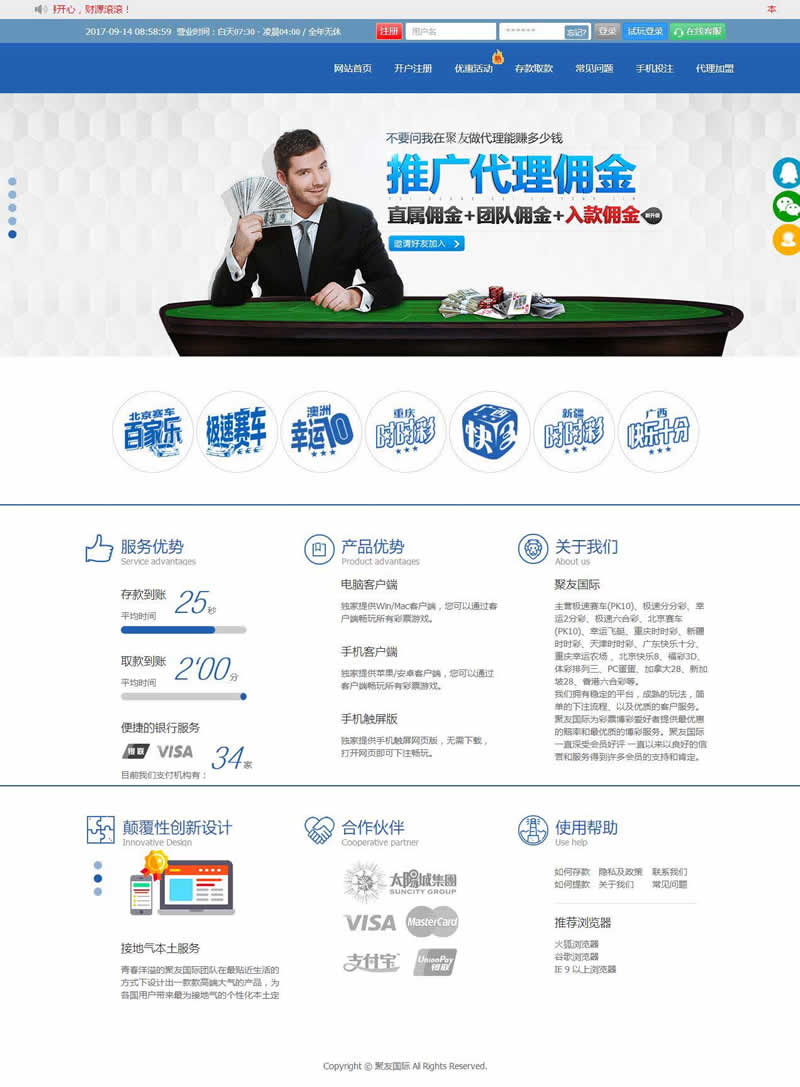 开心，财源滚滚！
本
2017-09-14 08:58:59 营业时间：白天07:30 - 凌晨04:00 / 全年无休
注册 用户名 ****** 忘记? 登录 试玩登录 在线客服
网站首页 开户注册 优惠活动 存款取款 常见问题 手机投注 代理加盟
不要问我在聚友做代理能赚多少钱
推广代理佣金
直属佣金+团队佣金+入款佣金 新升级
邀请好友加入
北京赛车 百家乐
极速赛车
澳洲 幸运10
重庆 时时彩
广西 快3
新疆 时时彩
广西 快乐十分
服务优势
Service advantages
存款到账
平均时间 25秒
取款到账
平均时间 2'00分
便捷的银行服务
银联 VISA
目前我们支付机构有： 34家
产品优势
Product advantages
电脑客户端
独家提供Win/Mac客户端，您可以通过客
户端畅玩所有彩票游戏。
手机客户端
独家提供苹果/安卓客户端，您可以通过
客户端畅玩所有彩票游戏。
手机触屏版
独家提供手机触屏网页版，无需下载，
打开网页即可下注畅玩。
关于我们
About us
聚友国际
主营极速赛车(PK10)、极速分分彩、幸
运2分彩、极速六合彩、北京赛车
(PK10)、幸运飞艇、重庆时时彩、新疆
时时彩、天津时时彩、广东快乐十分、
重庆幸运农场 、北京快乐8、福彩3D、
体彩排列三、PC蛋蛋、加拿大28、新加
坡28、香港六合彩等。
我们拥有稳定的平台，成熟的玩法，简
单的下注流程、以及优质的客户服务。
聚友国际为彩票博彩爱好者提供最优惠
的赔率和最优质的博彩服务。聚友国际
一直深受会员好评 一直以来以良好的信
誉和服务得到许多会员的支持和肯定。
颠覆性创新设计
Innovative Design
接地气本土服务
青春洋溢的聚友国际团队在最贴近生活的
方式下设计出一款款高端大气的产品，为
各国用户带来最为接地气的个性化本土定
合作伙伴
Cooperative partner
太陽城集團
SUNCITY GROUP
VISA MasterCard
支付宝 UnionPay 银联
使用帮助
Use help
如何存款 隐私及政策 联系我们
如何提款 关于我们 常见问题
推荐浏览器
火狐浏览器
谷歌浏览器
IE 9 以上浏览器
Copyright © 聚友国际 All Rights Reserved.